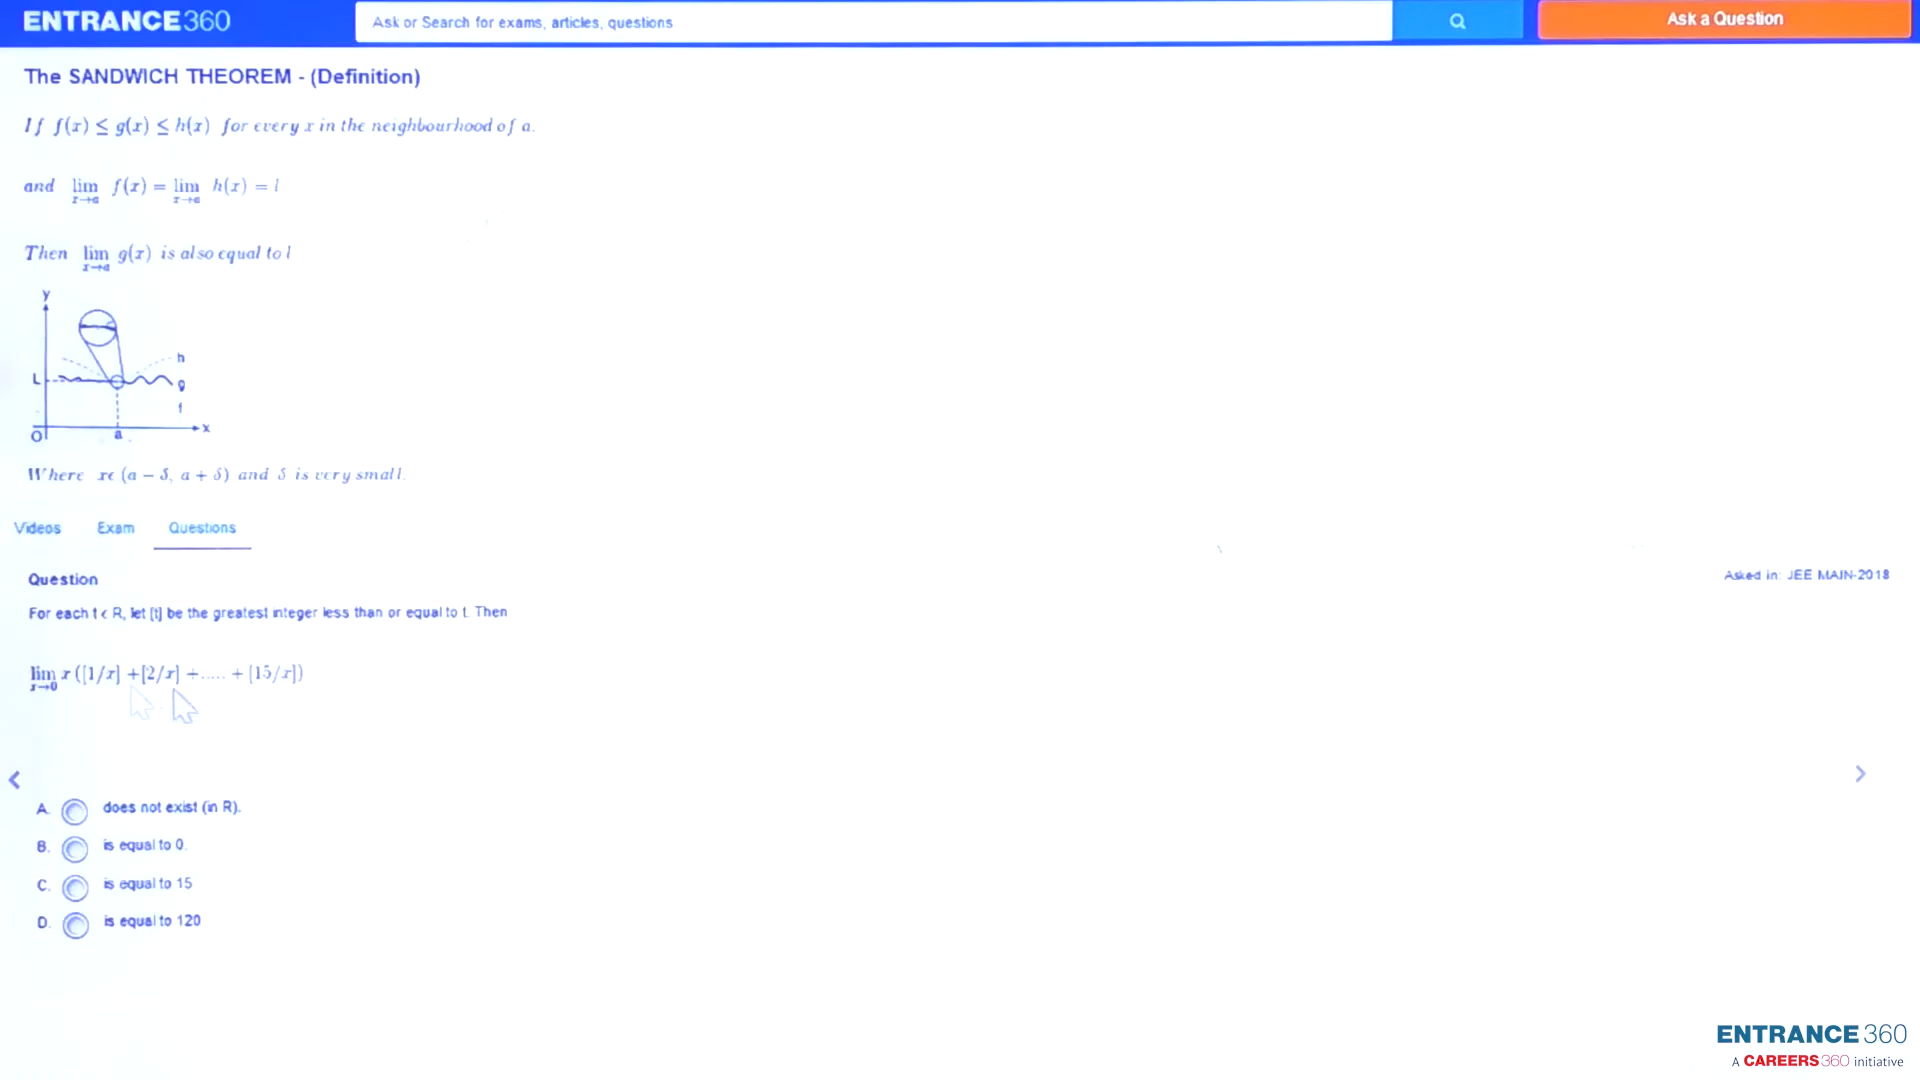 ENTRANCE360
Ask or Search for exams, articles, questions
Ask a Question
The SANDWICH THEOREM - (Definition)
If f(x) ≤ g(x) ≤ h(x) for every x in the neighbourhood of a.
and lim x→a f(x) = lim x→a h(x) = l
Then lim x→a g(x) is also equal to l
y
h
L
g
f
x
O
a
Where xϵ (a − δ, a + δ) and δ is very small.
Videos Exam Questions
Question
Asked in: JEE MAIN-2018
For each t ϵ R, let [t] be the greatest integer less than or equal to t. Then
lim x→0 x ([1/x] +[2/x] +..... + [15/x])
A. does not exist (in R).
B. is equal to 0.
C. is equal to 15
D. is equal to 120
ENTRANCE360
A CAREERS360 initiative